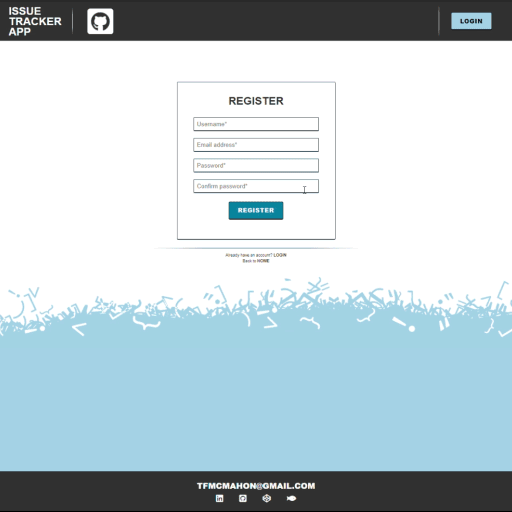 ISSUE
TRACKER
APP
LOGIN
REGISTER
Username*
Email address*
Password*
Confirm password*
REGISTER
Already have an account? LOGIN
Back to HOME
TFMCMAHON@GMAIL.COM